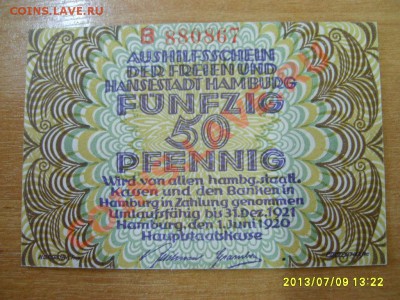 COINS.LAVE.RU
B 880867
AUSHILFSSCHEIN
DER FREIEN UND
HANSESTADT HAMBURG
FÜNFZIG
50
PFENNIG
Wird von allen hambg. staatl.
Kassen und den Banken in
Hamburg in Zahlung genommen
Umlaufsfähig bis 31. Dez. 1921
Hamburg, den 1. Juni 1920
Hauptstaatskasse
2013/07/09 13:22